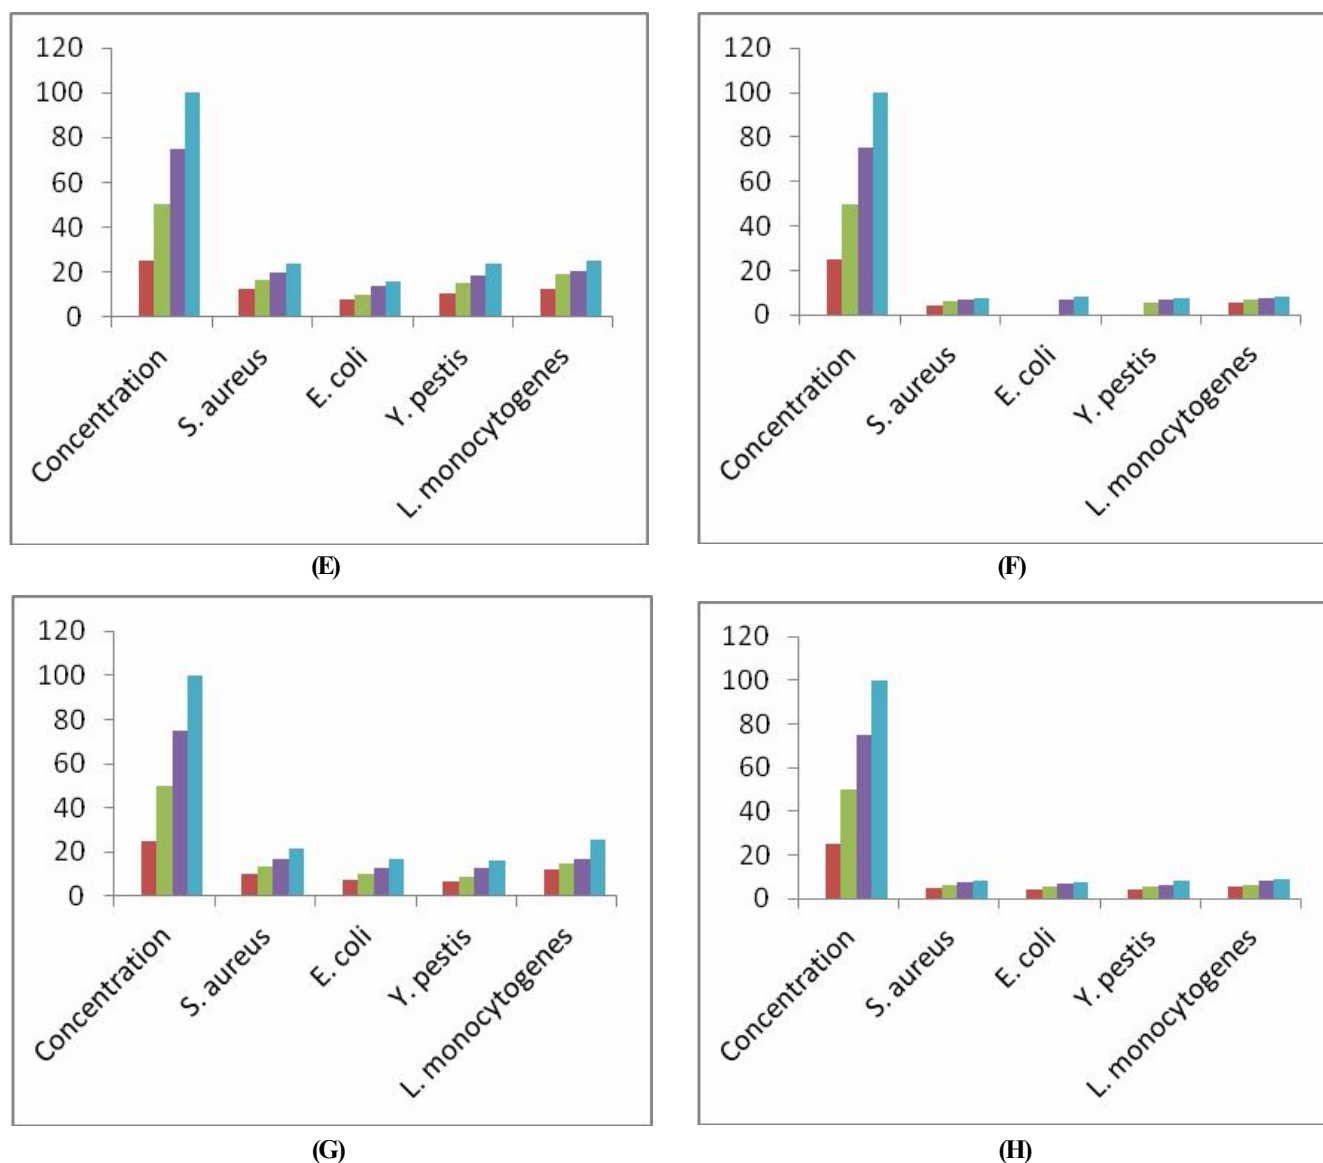 120
100
80
60
40
20
0
Concentration
S. aureus
E. coli
Y. pestis
L. monocytogenes
(E)
120
100
80
60
40
20
0
Concentration
S. aureus
E. coli
Y. pestis
L. monocytogenes
(F)
120
100
80
60
40
20
0
Concentration
S. aureus
E. coli
Y. pestis
L. monocytogenes
(G)
120
100
80
60
40
20
0
Concentration
S. aureus
E. coli
Y. pestis
L. monocytogenes
(H)